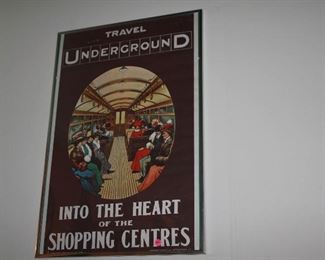 TRAVEL
UNDERGROUND
INTO THE HEART
OF THE
SHOPPING CENTRES